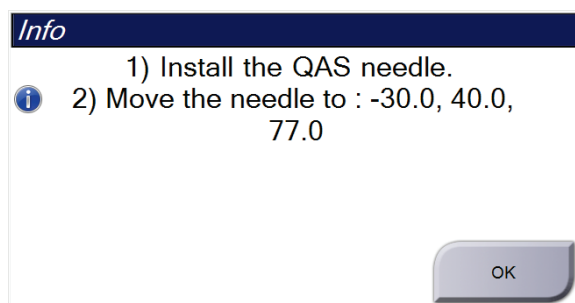 Info
1) Install the QAS needle.
2) Move the needle to : -30.0, 40.0,
77.0
OK